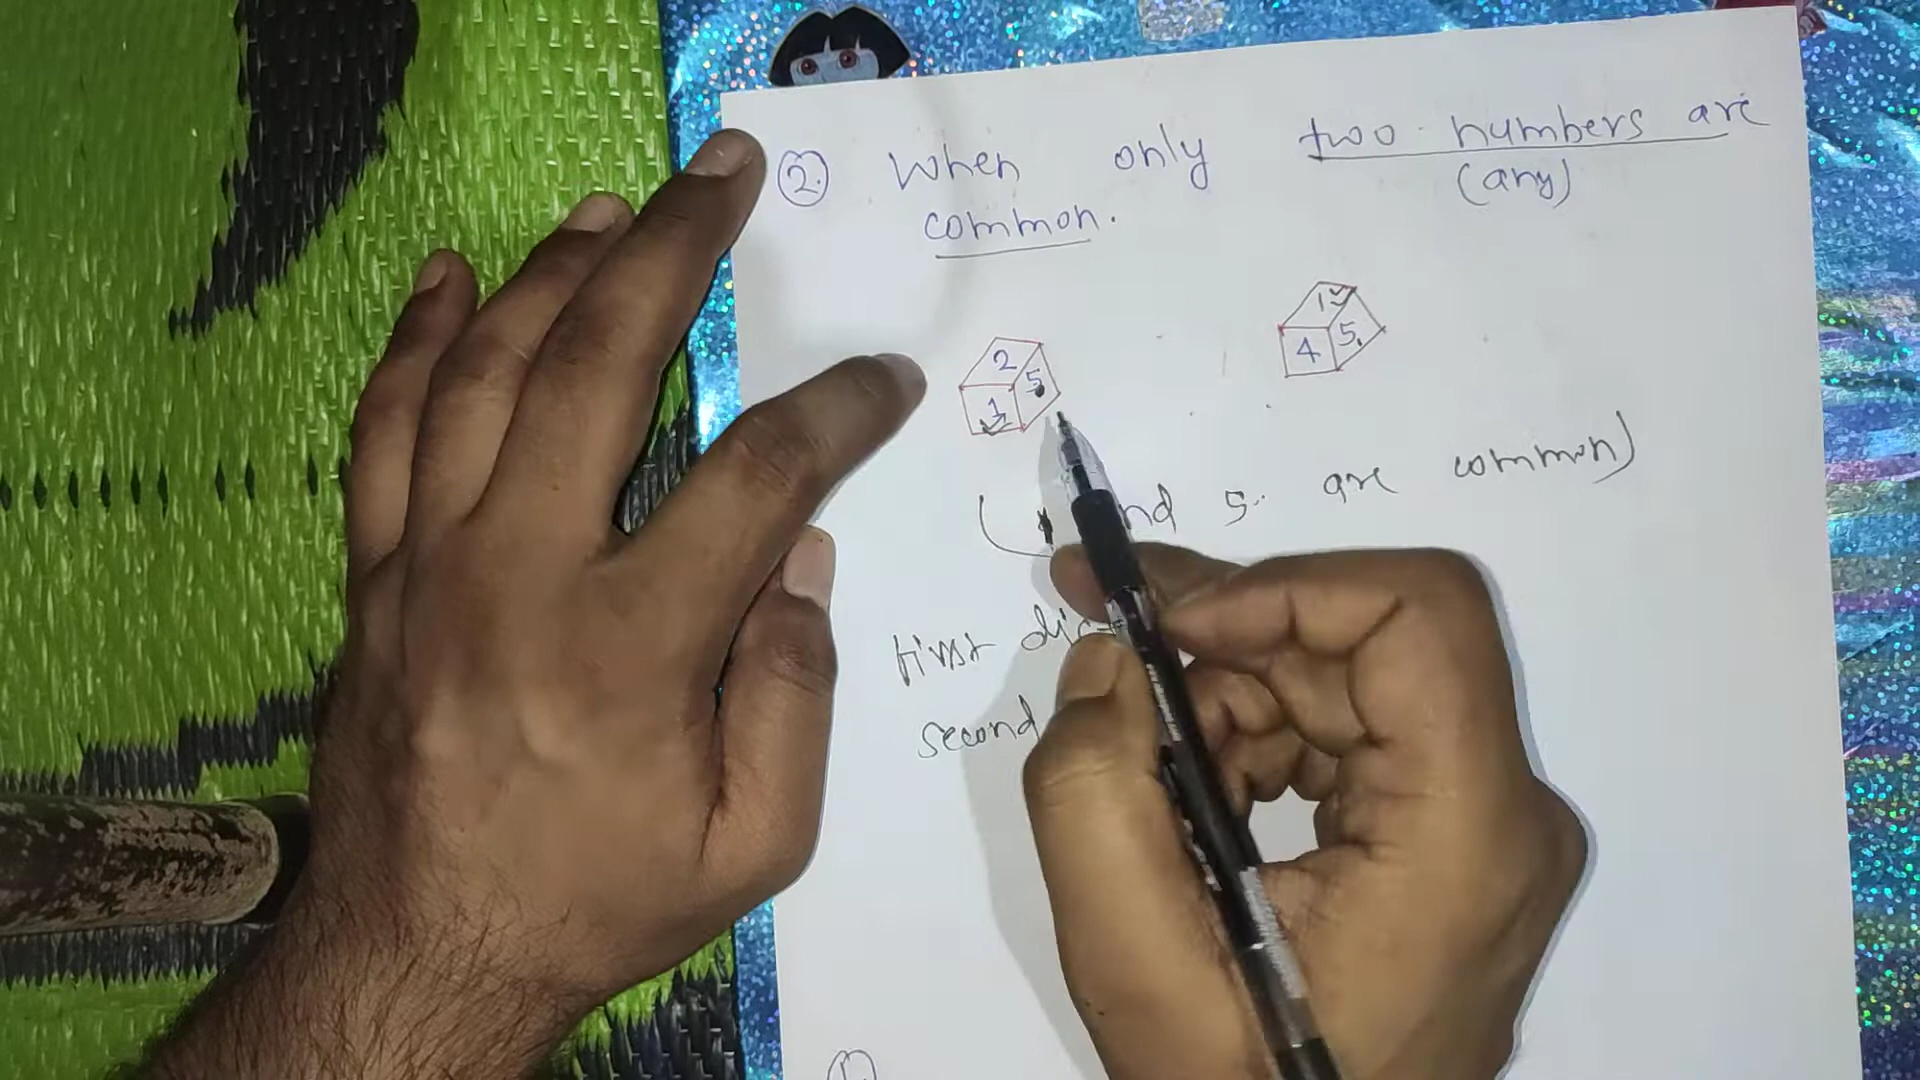 2. When only two numbers are
(any)
common.
2
5
1
1
4
5
and 5 are common)
First dict
second